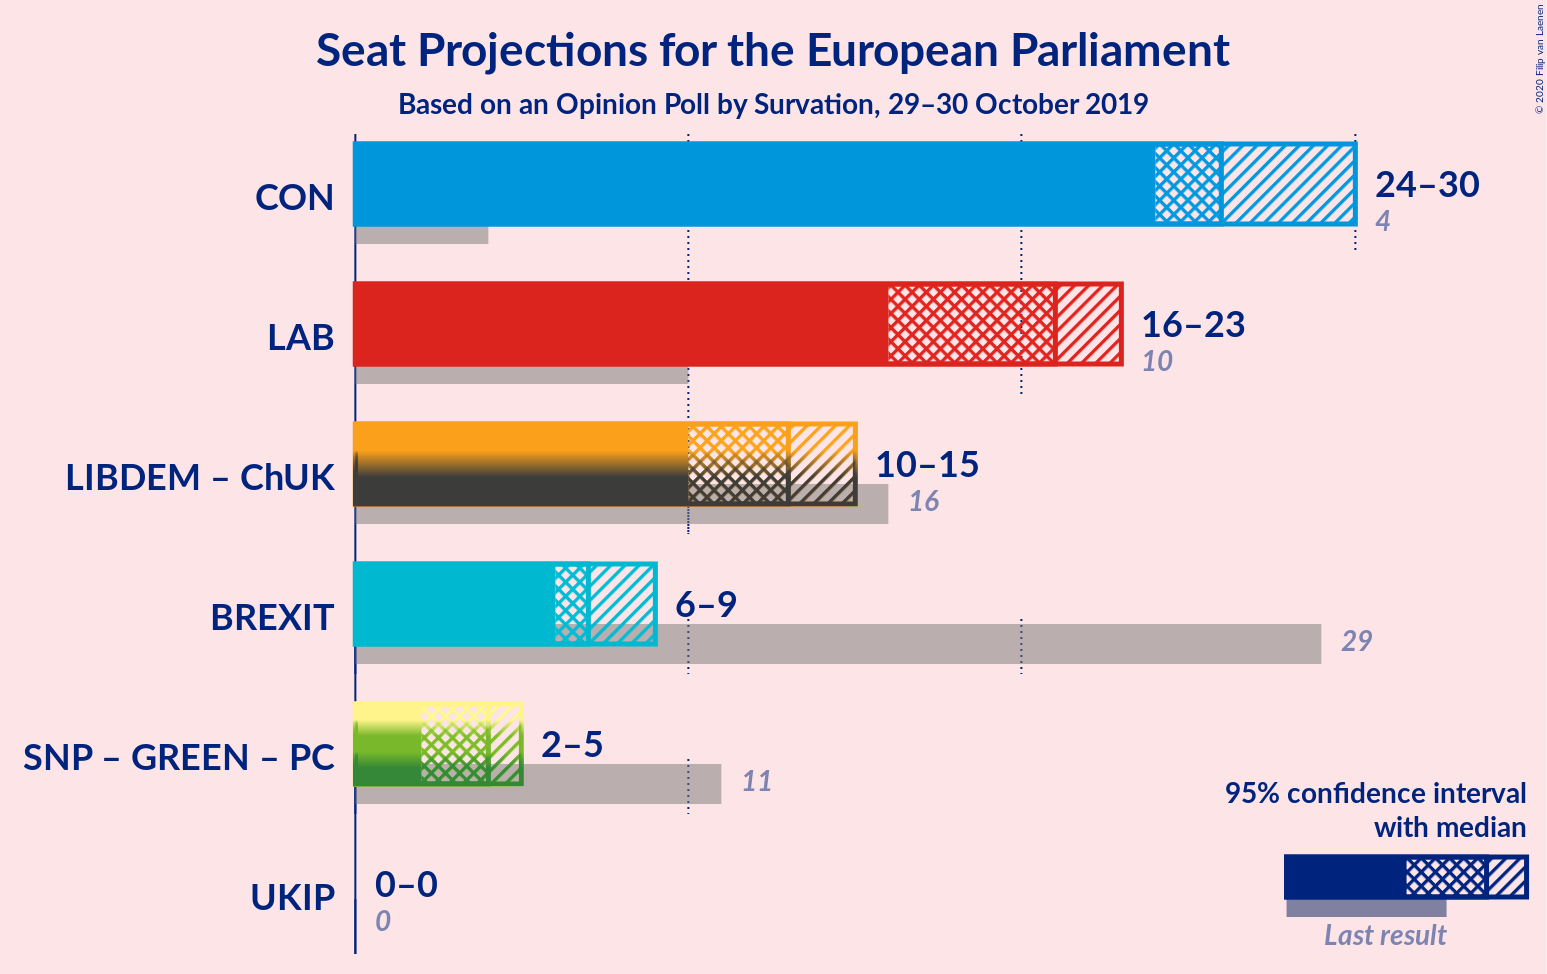 Seat Projections for the European Parliament
Based on an Opinion Poll by Survation, 29–30 October 2019
© 2020 Filip van Laenen
CON
24–30
4
LAB
16–23
10
LIBDEM – ChUK
10–15
16
BREXIT
6–9
29
SNP – GREEN – PC
2–5
11
UKIP
0–0
0
95% confidence interval
with median
Last result